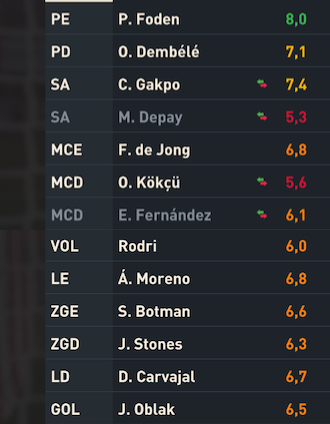 PE P. Foden 8,0
PD O. Dembélé 7,1
SA C. Gakpo 7,4
SA M. Depay 5,3
MCE F. de Jong 6,8
MCD O. Kökçü 5,6
MCD E. Fernández 6,1
VOL Rodri 6,0
LE Á. Moreno 6,8
ZGE S. Botman 6,6
ZGD J. Stones 6,3
LD D. Carvajal 6,7
GOL J. Oblak 6,5